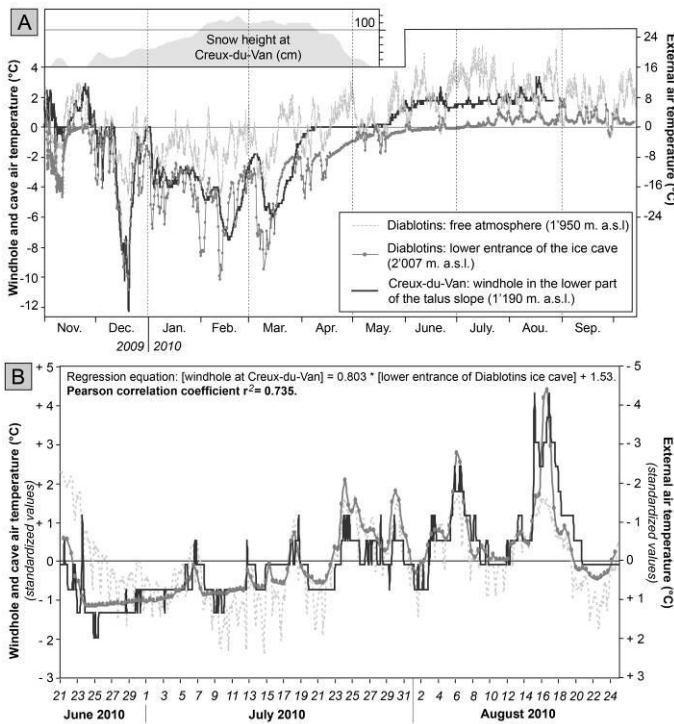 A
100
Snow height at
Creux-du-Van (cm)
Windhole and cave air temperature (°C)
4
2
0
-2
-4
-6
-8
-10
-12
24
16
8
0
-8
-16
-24
External air temperature (°C)
Diablotins: free atmosphere (1'950 m. a.s.l)
Diablotins: lower entrance of the ice cave
(2'007 m. a.s.l.)
Creux-du-Van: windhole in the lower part
of the talus slope (1'190 m. a.s.l.)
Nov. Dec. Jan. Feb. Mar. Apr. May. June. July. Aou. Sep.
2009 2010
B
Regression equation: [windhole at Creux-du-Van] = 0.803 * [lower entrance of Diablotins ice cave] + 1.53.
Pearson correlation coefficient r²= 0.735.
Windhole and cave air temperature (°C)
(standardized values)
+ 5
+ 4
+ 3
+ 2
+ 1
0
- 1
- 2
- 3
- 5
- 4
- 3
- 2
- 1
0
+ 1
+ 2
+ 3
External air temperature (°C)
(standardized values)
21 23 25 27 29 1 3 5 7 9 11 13 15 17 19 21 23 25 27 29 31 2 4 6 8 10 12 14 16 18 20 22 24
June 2010 July 2010 August 2010